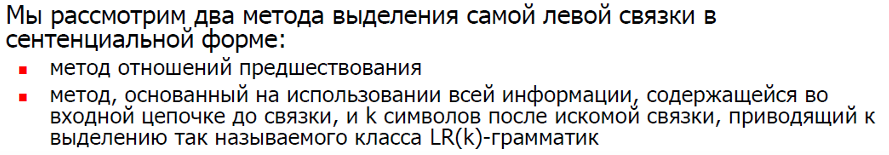 Мы рассмотрим два метода выделения самой левой связки в
сентенциальной форме:
метод отношений предшествования
метод, основанный на использовании всей информации, содержащейся во
входной цепочке до связки, и k символов после искомой связки, приводящий к
выделению так называемого класса LR(k)-грамматик